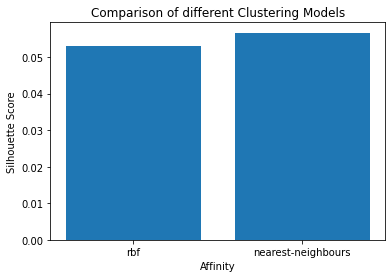 Comparison of different Clustering Models
0.05
0.04
0.03
0.02
0.01
0.00
Silhouette Score
rbf
nearest-neighbours
Affinity